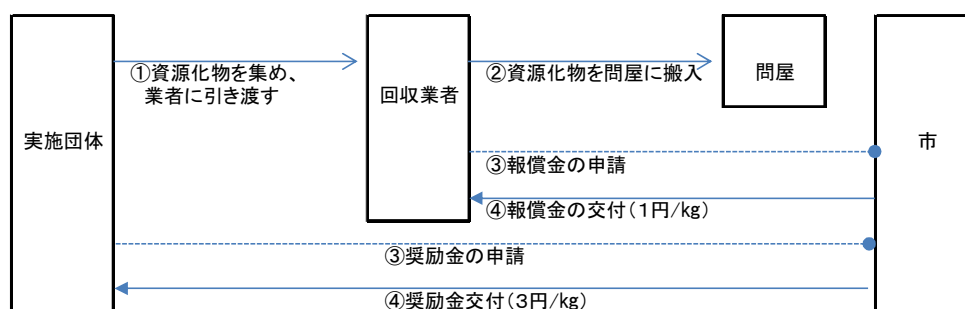 ①資源化物を集め、
業者に引き渡す
②資源化物を問屋に搬入
問屋
回収業者
実施団体
市
③報償金の申請
④報償金の交付(1円/kg)
③奨励金の申請
④奨励金交付(3円/kg)